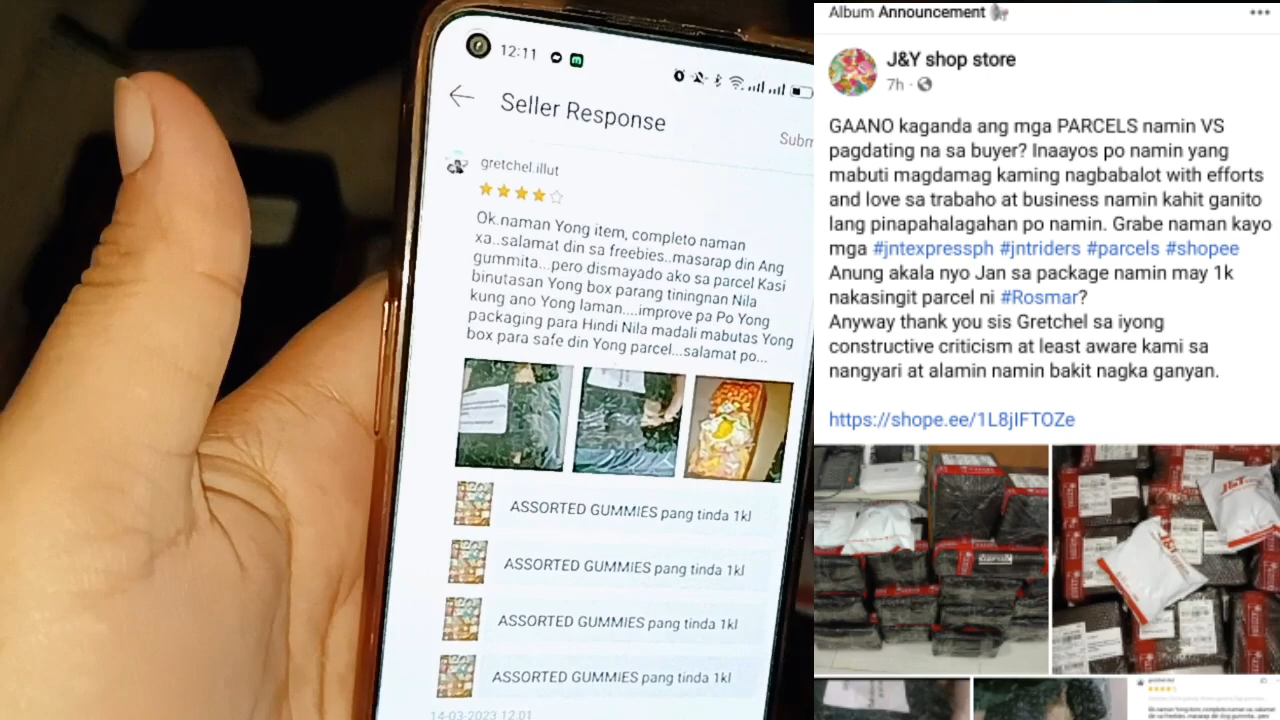 12:11
Seller Response
Subm
gretchel.illut
Ok.naman Yong item, completo naman
xa..salamat din sa freebies..masarap din Ang
gummita...pero dismayado ako sa parcel Kasi
binutasan Yong box parang tiningnan Nila
kung ano Yong laman....improve pa Po Yong
packaging para Hindi Nila madali mabutas Yong
box para safe din Yong parcel...salamat po...
ASSORTED GUMMIES pang tinda 1kl
ASSORTED GUMMIES pang tinda 1kl
ASSORTED GUMMIES pang tinda 1kl
ASSORTED GUMMIES pang tinda 1kl
14-03-2023 12.01
Album Announcement
J&Y shop store
7h ·
GAANO kaganda ang mga PARCELS namin VS
pagdating na sa buyer? Inaayos po namin yang
mabuti magdamag kaming nagbabalot with efforts
and love sa trabaho at business namin kahit ganito
lang pinapahalagahan po namin. Grabe naman kayo
mga #jntexpressph #jntriders #parcels #shopee
Anung akala nyo Jan sa package namin may 1k
nakasingit parcel ni #Rosmar?
Anyway thank you sis Gretchel sa iyong
constructive criticism at least aware kami sa
nangyari at alamin namin bakit nagka ganyan.
https://shope.ee/1L8jIFTOZe